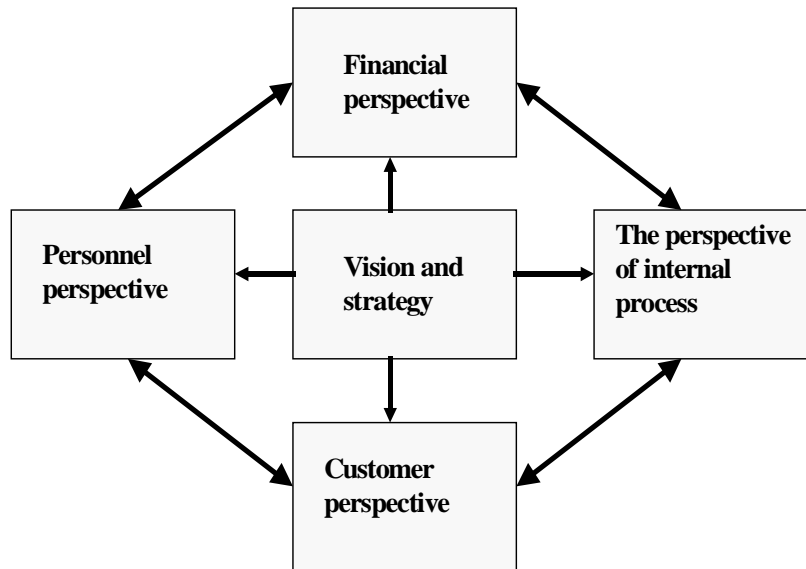 Financial
perspective
Personnel
perspective
Vision and
strategy
The perspective
of internal
process
Customer
perspective